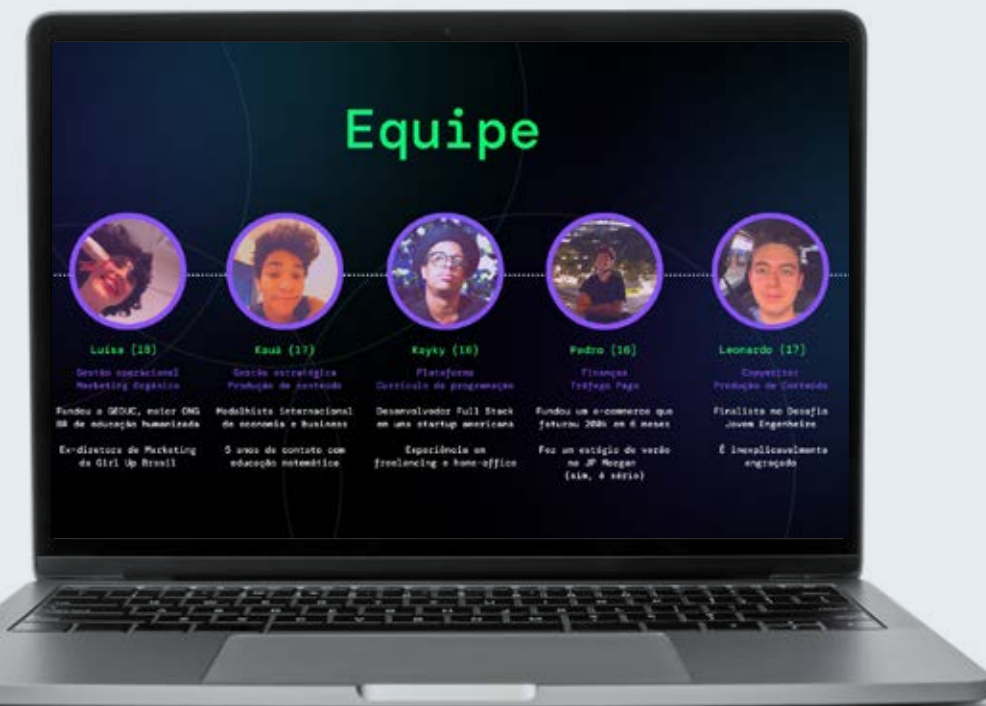 Equipe
Luísa (18)
Gestão operacional
Marketing Orgânico
Fundou a GEDUC, maior ONG
BR de educação humanizada
Ex-diretora de Marketing
da Girl Up Brasil
Kauã (17)
Gestão estratégica
Produção de conteúdo
Medalhista internacional
de economia e business
5 anos de contato com
educação matemática
Kayky (16)
Plataforma
Currículo de programação
Desenvolvedor Full Stack
em uma startup americana
Experiência em
freelancing e home-office
Pedro (16)
Finanças
Tráfego Pago
Fundou um e-commerce que
faturou 200k em 6 meses
Fez um estágio de verão
na JP Morgan
(sim, é sério)
Leonardo (17)
Copywriter
Produção de Conteúdo
Finalista no Desafio
Jovem Engenheiro
É inexplicavelmente
engraçado